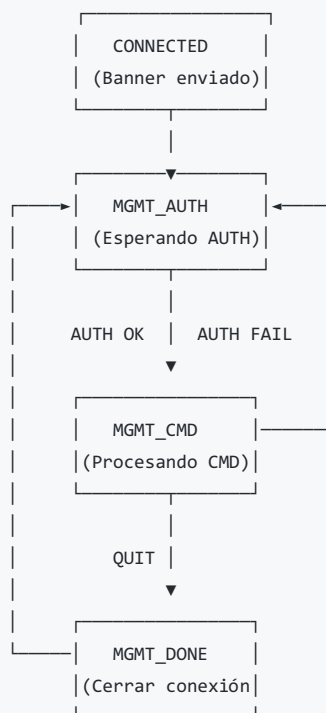 CONNECTED
(Banner enviado)
MGMT_AUTH
(Esperando AUTH)
AUTH OK AUTH FAIL
MGMT_CMD
(Procesando CMD)
QUIT
MGMT_DONE
(Cerrar conexión